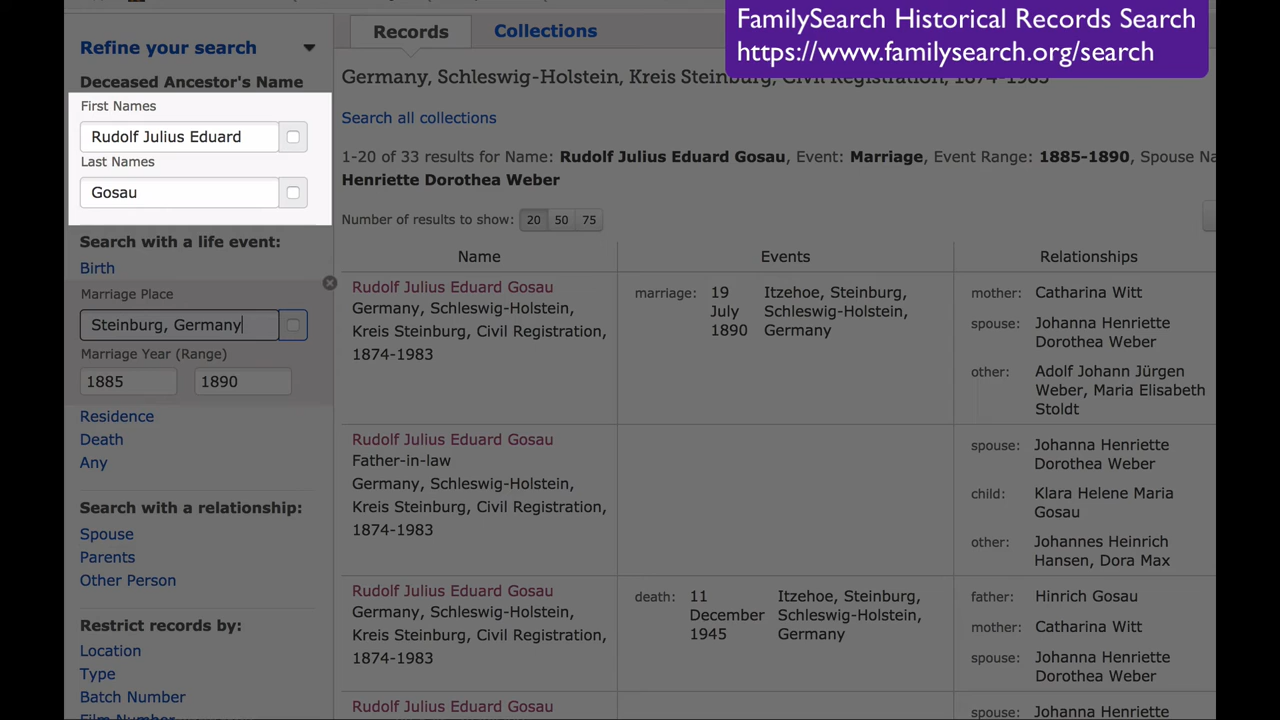 FamilySearch Historical Records Search
https://www.familysearch.org/search
Refine your search
Deceased Ancestor's Name
First Names
Rudolf Julius Eduard
Last Names
Gosau
Search with a life event:
Birth
Marriage Place
Steinburg, Germany
Marriage Year (Range)
1885 1890
Residence
Death
Any
Search with a relationship:
Spouse
Parents
Other Person
Restrict records by:
Location
Type
Batch Number
Film Number
Records Collections
Germany, Schleswig-Holstein, Kreis Steinburg, Civil Registration, 1874-1983
Search all collections
1-20 of 33 results for Name: Rudolf Julius Eduard Gosau, Event: Marriage, Event Range: 1885-1890, Spouse Na
Henriette Dorothea Weber
Number of results to show: 20 50 75
Name Events Relationships
Rudolf Julius Eduard Gosau
Germany, Schleswig-Holstein,
Kreis Steinburg, Civil Registration,
1874-1983
marriage: 19
July
1890
Itzehoe, Steinburg,
Schleswig-Holstein,
Germany
mother: Catharina Witt
spouse: Johanna Henriette
Dorothea Weber
other: Adolf Johann Jürgen
Weber, Maria Elisabeth
Stoldt
Rudolf Julius Eduard Gosau
Father-in-law
Germany, Schleswig-Holstein,
Kreis Steinburg, Civil Registration,
1874-1983
spouse: Johanna Henriette
Dorothea Weber
child: Klara Helene Maria
Gosau
other: Johannes Heinrich
Hansen, Dora Max
Rudolf Julius Eduard Gosau
Germany, Schleswig-Holstein,
Kreis Steinburg, Civil Registration,
1874-1983
death: 11
December
1945
Itzehoe, Steinburg,
Schleswig-Holstein,
Germany
father: Hinrich Gosau
mother: Catharina Witt
spouse: Johanna Henriette
Dorothea Weber
Rudolf Julius Eduard Gosau
spouse: Johanna Henriette